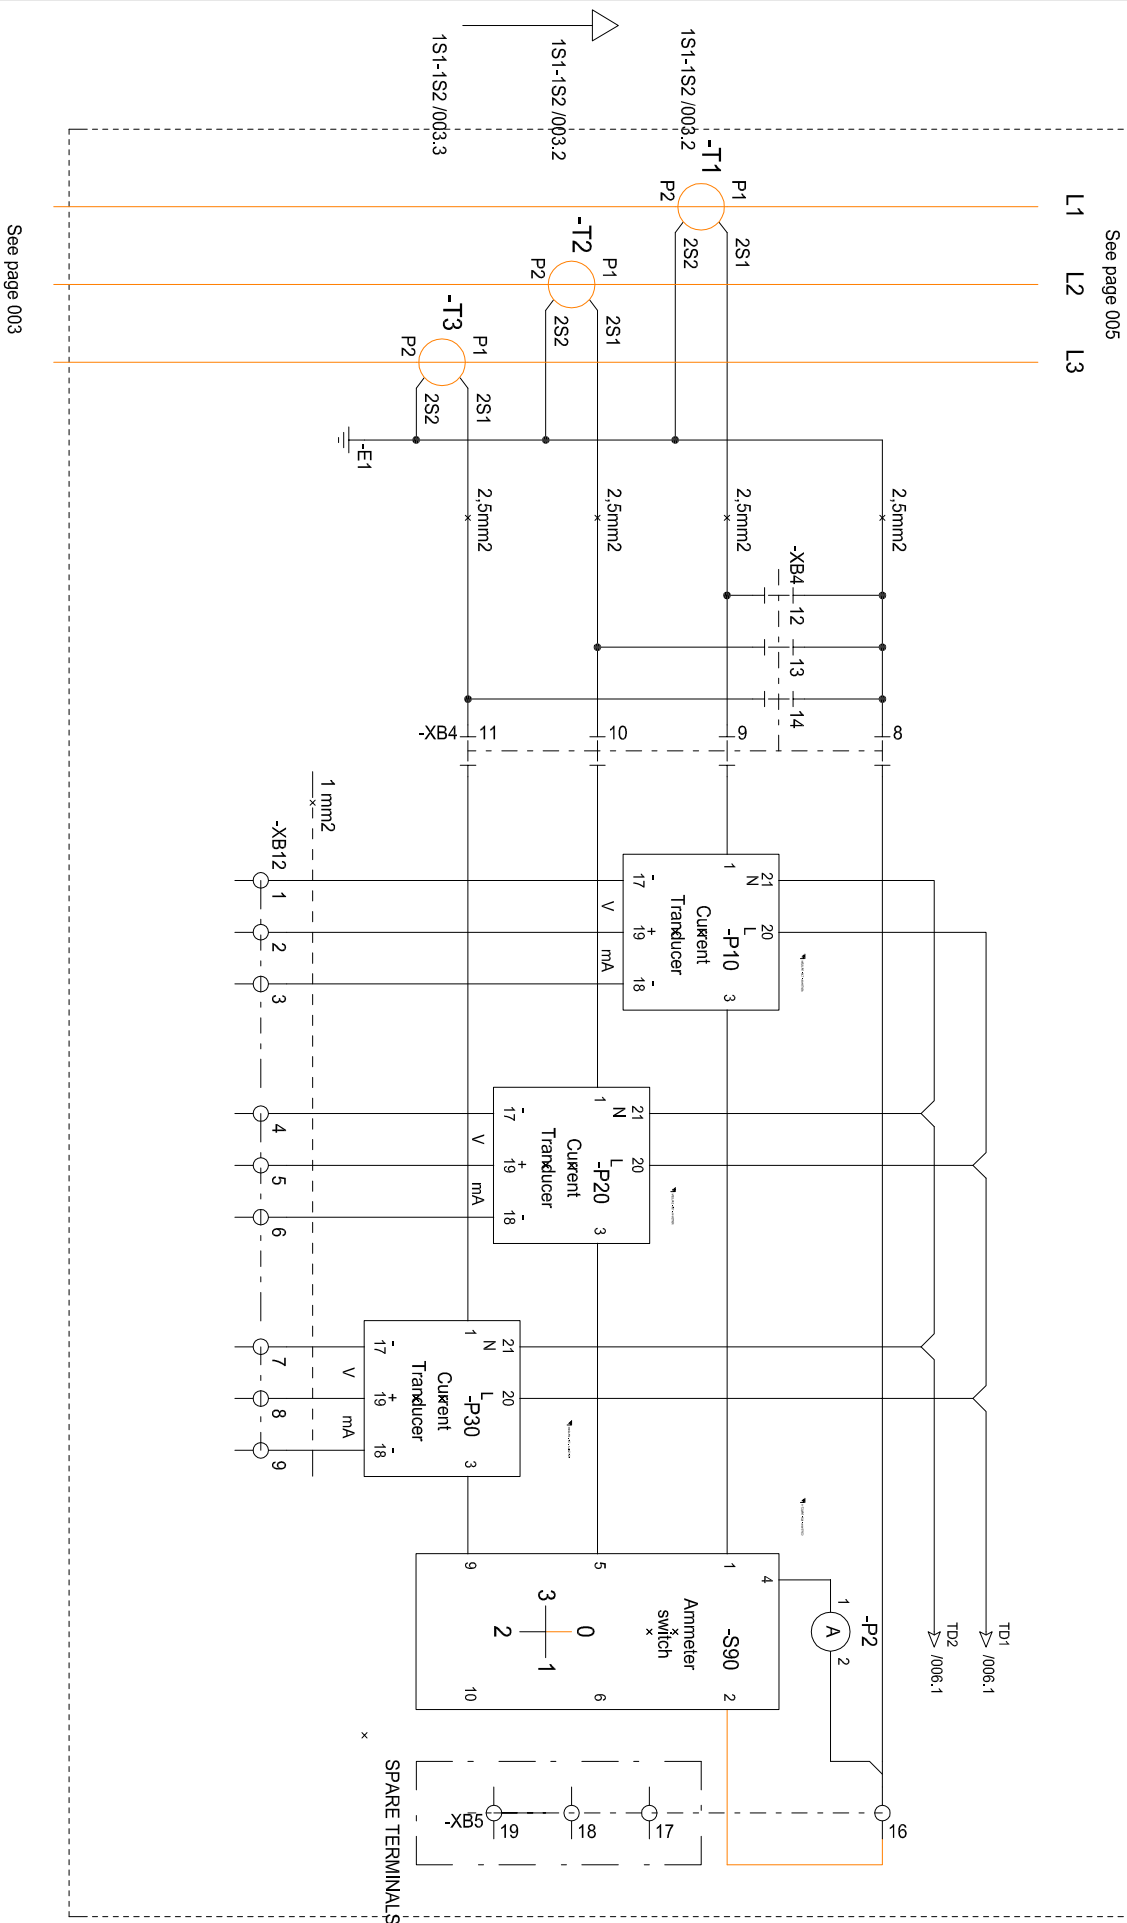 1S1-1S2 /003.3
1S1-1S2 /003.2
1S1-1S2 /003.2
See page 003
See page 005
L1
L2
L3
-T1
P1
P2
2S1
2S2
-T2
P1
P2
2S1
2S2
-T3
P1
P2
2S1
2S2
-E1
2,5mm2
2,5mm2
2,5mm2
2,5mm2
-XB4
12
13
14
-XB4
11
10
9
8
1 mm2
-XB12
1
2
3
4
5
6
7
8
9
1
N
21
L
20
-P10
Current
Tranducer
17
-
V
19
+
mA
18
-
3
1
N
21
L
20
-P20
Current
Tranducer
17
-
V
19
+
mA
18
-
3
1
N
21
L
20
-P30
Current
Tranducer
17
-
V
19
+
mA
18
-
3
9
5
1
4
-S90
Ammeter
switch
0
1
2
3
10
6
2
-P2
1
A
2
TD1
/006.1
TD2
/006.1
SPARE TERMINALS
-XB5
19
18
17
16